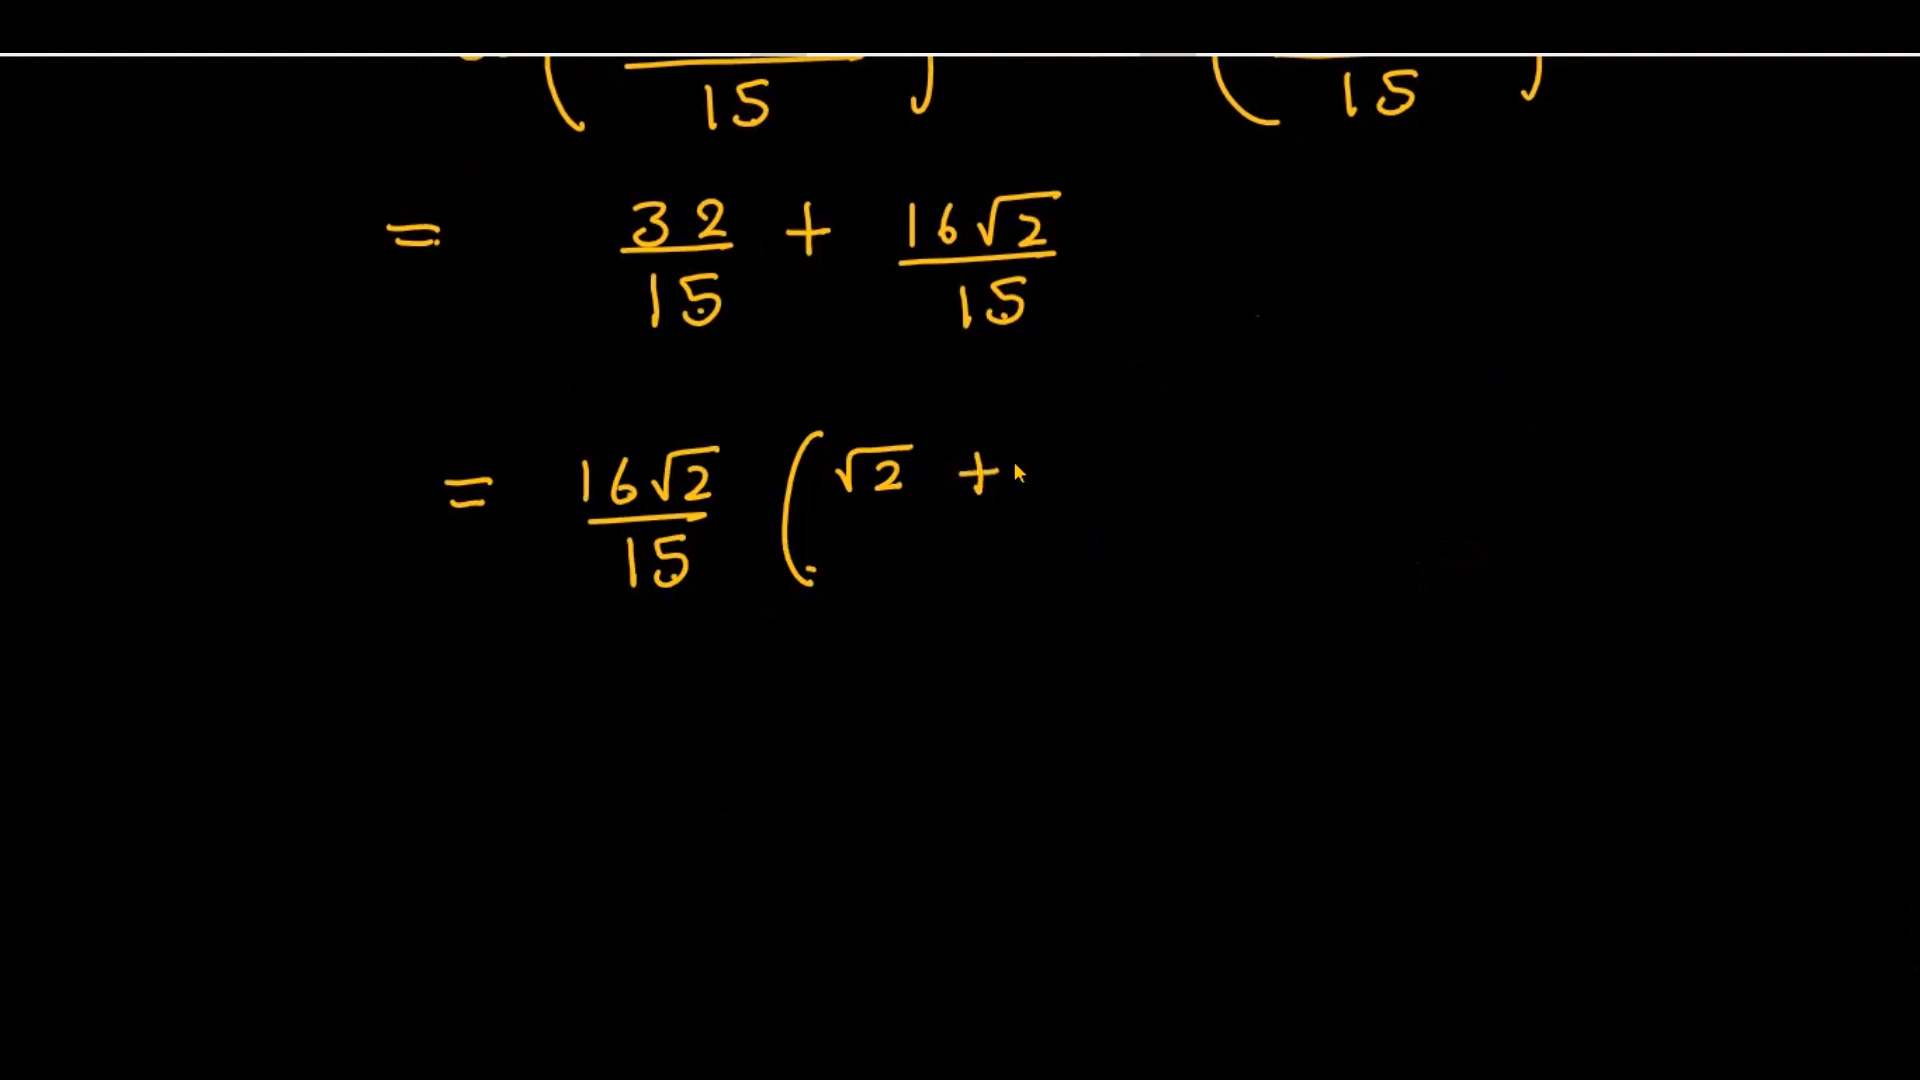 ( 15 ) ( 15 )
= 32/15 + 16√2/15
= 16√2/15 ( √2 +